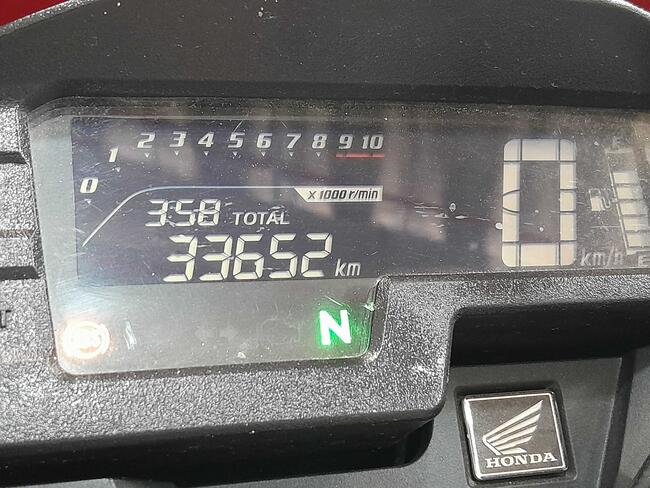 0 1 2 3 4 5 6 7 8 9 10
X 1000 r/min
3:58 TOTAL
33652 km
0 km/h
F
E
N
HONDA